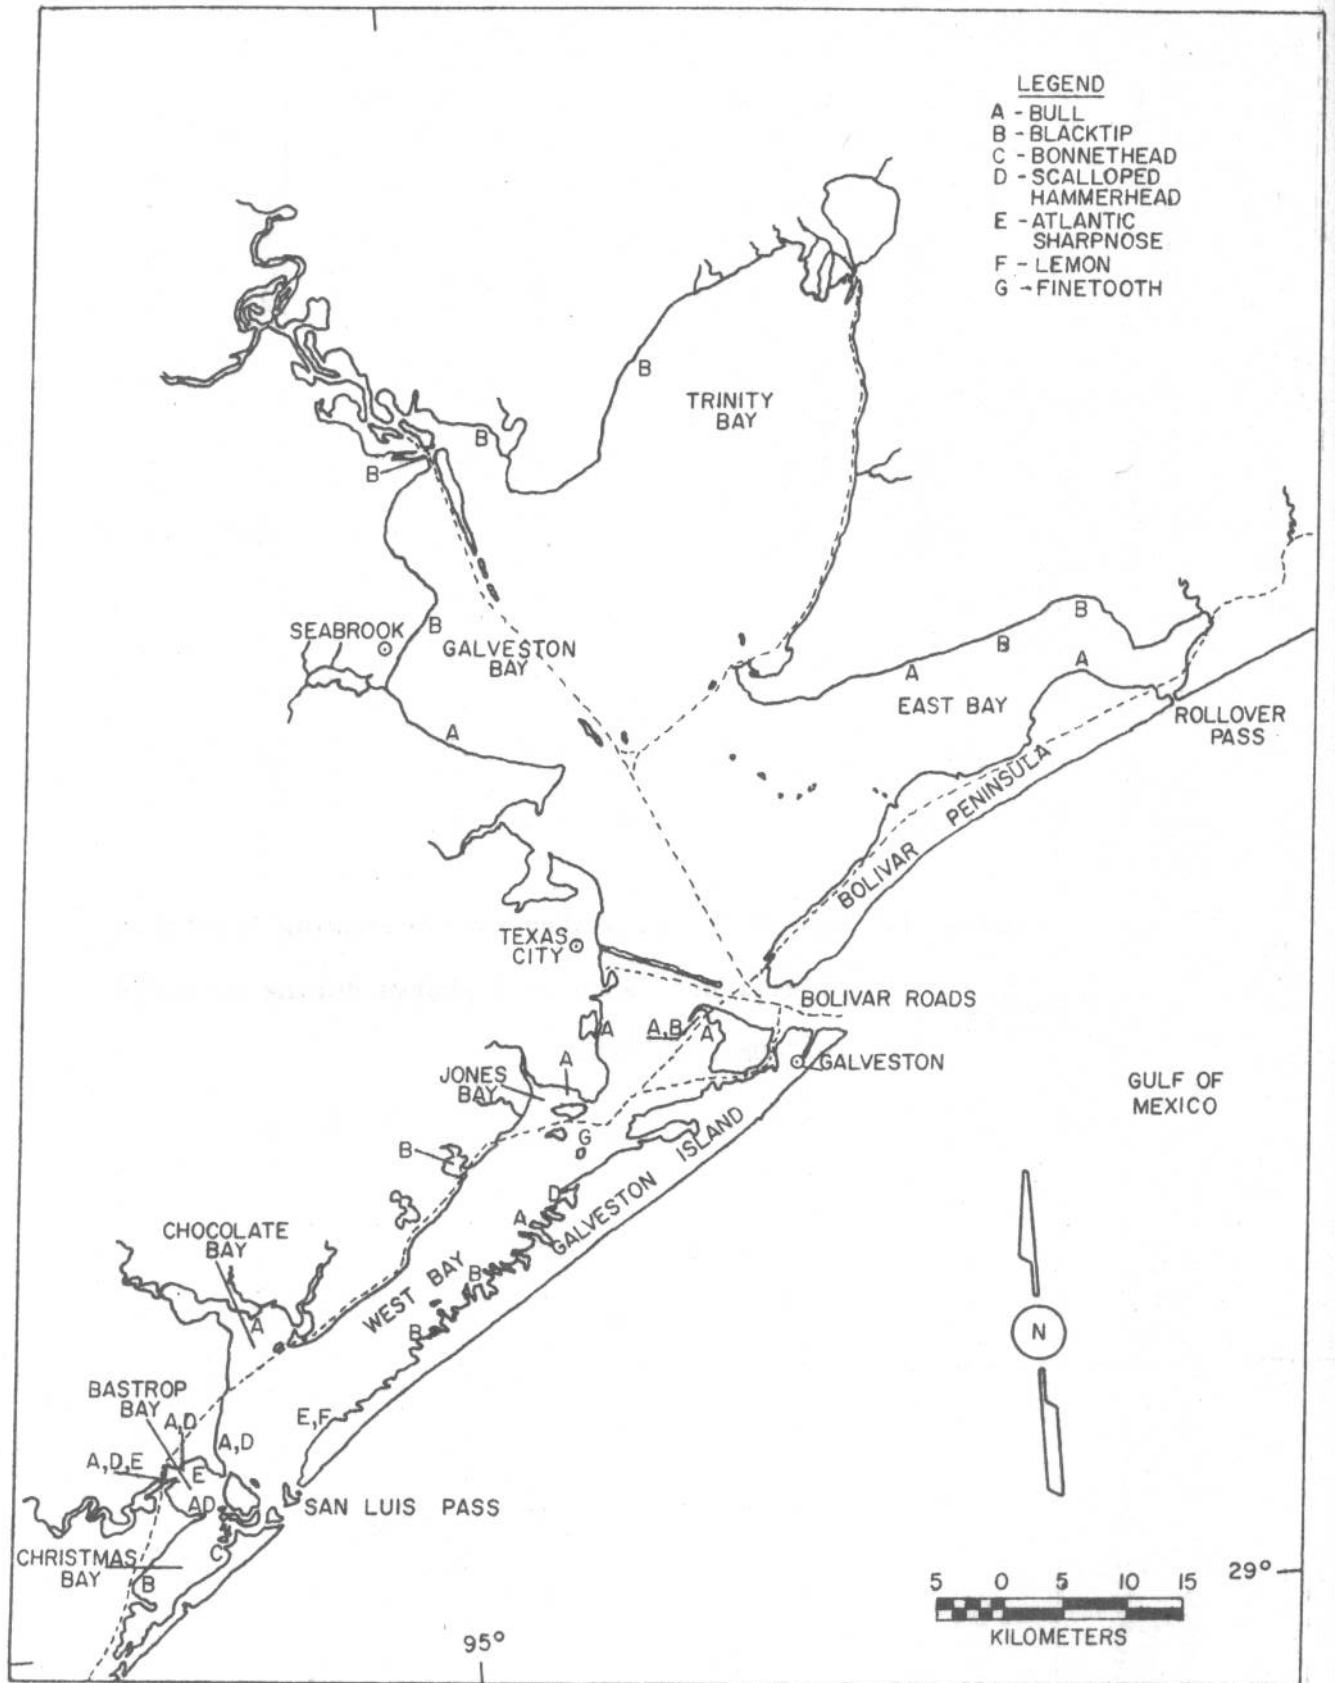 LEGEND
A - BULL
B - BLACKTIP
C - BONNETHEAD
D - SCALLOPED
HAMMERHEAD
E - ATLANTIC
SHARPNOSE
F - LEMON
G - FINETOOTH
B
TRINITY
BAY
B
B
SEABROOK
B
GALVESTON
BAY
B
B
A
A
EAST BAY
ROLLOVER
PASS
A
BOLIVAR PENINSULA
TEXAS
CITY
BOLIVAR ROADS
A
A,B
A
GALVESTON
JONES
BAY
A
GULF OF
MEXICO
G
B
GALVESTON ISLAND
D
A
CHOCOLATE
BAY
WEST BAY
B
A
B
BASTROP
BAY
A,D
E,F
A,D
A,D,E
E
AD
SAN LUIS PASS
CHRISTMAS
BAY
C
B
N
29°
5 0 5 10 15
KILOMETERS
95°